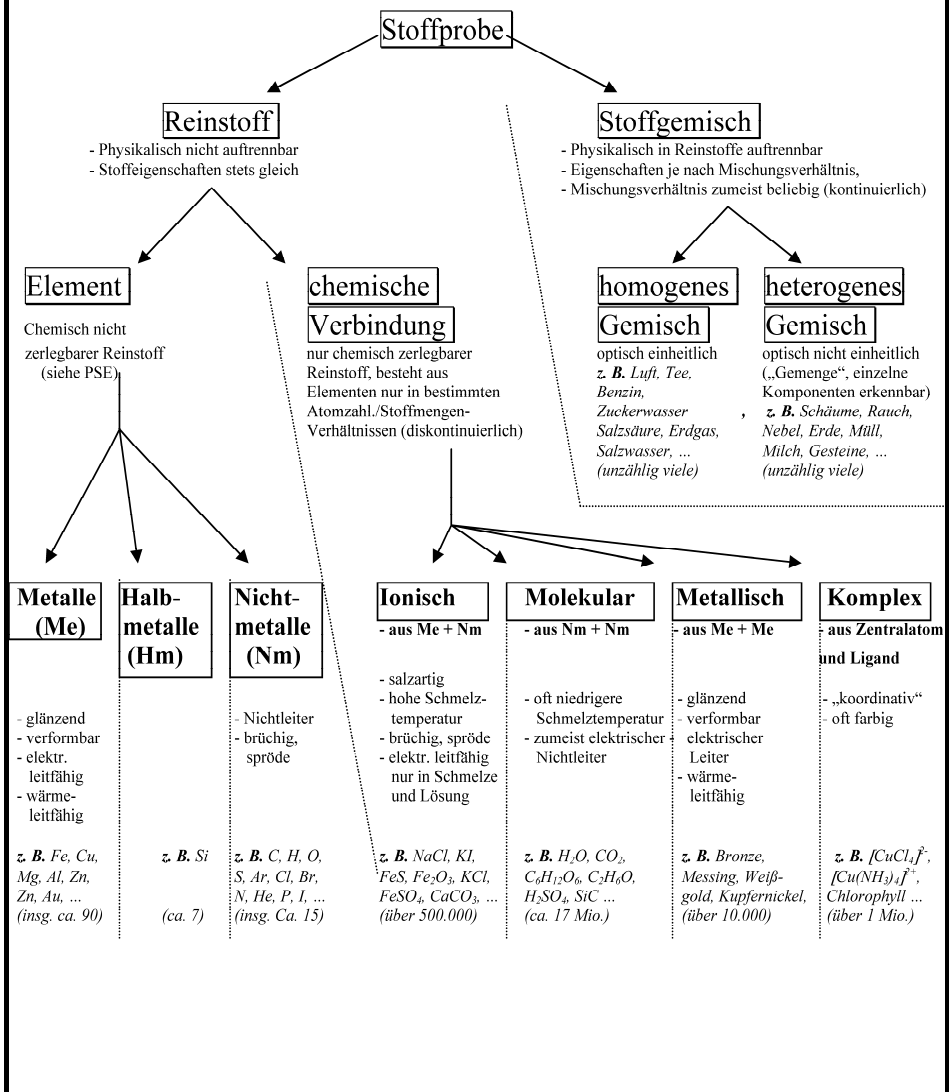 Stoffprobe
Reinstoff
- Physikalisch nicht auftrennbar
- Stoffeigenschaften stets gleich
Stoffgemisch
- Physikalisch in Reinstoffe auftrennbar
- Eigenschaften je nach Mischungsverhältnis,
- Mischungsverhältnis zumeist beliebig (kontinuierlich)
Element
Chemisch nicht
zerlegbarer Reinstoff
(siehe PSE)
chemische
Verbindung
nur chemisch zerlegbarer
Reinstoff, besteht aus
Elementen nur in bestimmten
Atomzahl./Stoffmengen-
Verhältnissen (diskontinuierlich)
homogenes
Gemisch
optisch einheitlich
z. B. Luft, Tee,
Benzin,
Zuckerwasser
Salzsäure, Erdgas,
Salzwasser, ...
(unzählig viele)
,
heterogenes
Gemisch
optisch nicht einheitlich
(„Gemenge“, einzelne
Komponenten erkennbar)
z. B. Schäume, Rauch,
Nebel, Erde, Müll,
Milch, Gesteine, ...
(unzählig viele)
Metalle
(Me)
- glänzend
- verformbar
- elektr.
leitfähig
- wärme-
leitfähig
z. B. Fe, Cu,
Mg, Al, Zn,
Zn, Au, ...
(insg. ca. 90)
Halb-
metalle
(Hm)
z. B. Si
(ca. 7)
Nicht-
metalle
(Nm)
- Nichtleiter
- brüchig,
spröde
z. B. C, H, O,
S, Ar, Cl, Br,
N, He, P, I, ...
(insg. Ca. 15)
Ionisch
- aus Me + Nm
- salzartig
- hohe Schmelz-
temperatur
- brüchig, spröde
- elektr. leitfähig
nur in Schmelze
und Lösung
z. B. NaCl, KI,
FeS, Fe₂O₃, KCl,
FeSO₄, CaCO₃, ...
(über 500.000)
Molekular
- aus Nm + Nm
- oft niedrigere
Schmelztemperatur
- zumeist elektrischer
Nichtleiter
z. B. H₂O, CO₂,
C₆H₁₂O₆, C₂H₆O,
H₂SO₄, SiC ...
(ca. 17 Mio.)
Metallisch
- aus Me + Me
- glänzend
- verformbar
- elektrischer
Leiter
- wärme-
leitfähig
z. B. Bronze,
Messing, Weiß-
gold, Kupfernickel,
(über 10.000)
Komplex
- aus Zentralatom
und Ligand
- „koordinativ“
- oft farbig
z. B. [CuCl₄]²⁻,
[Cu(NH₃)₄]²⁺,
Chlorophyll ...
(über 1 Mio.)